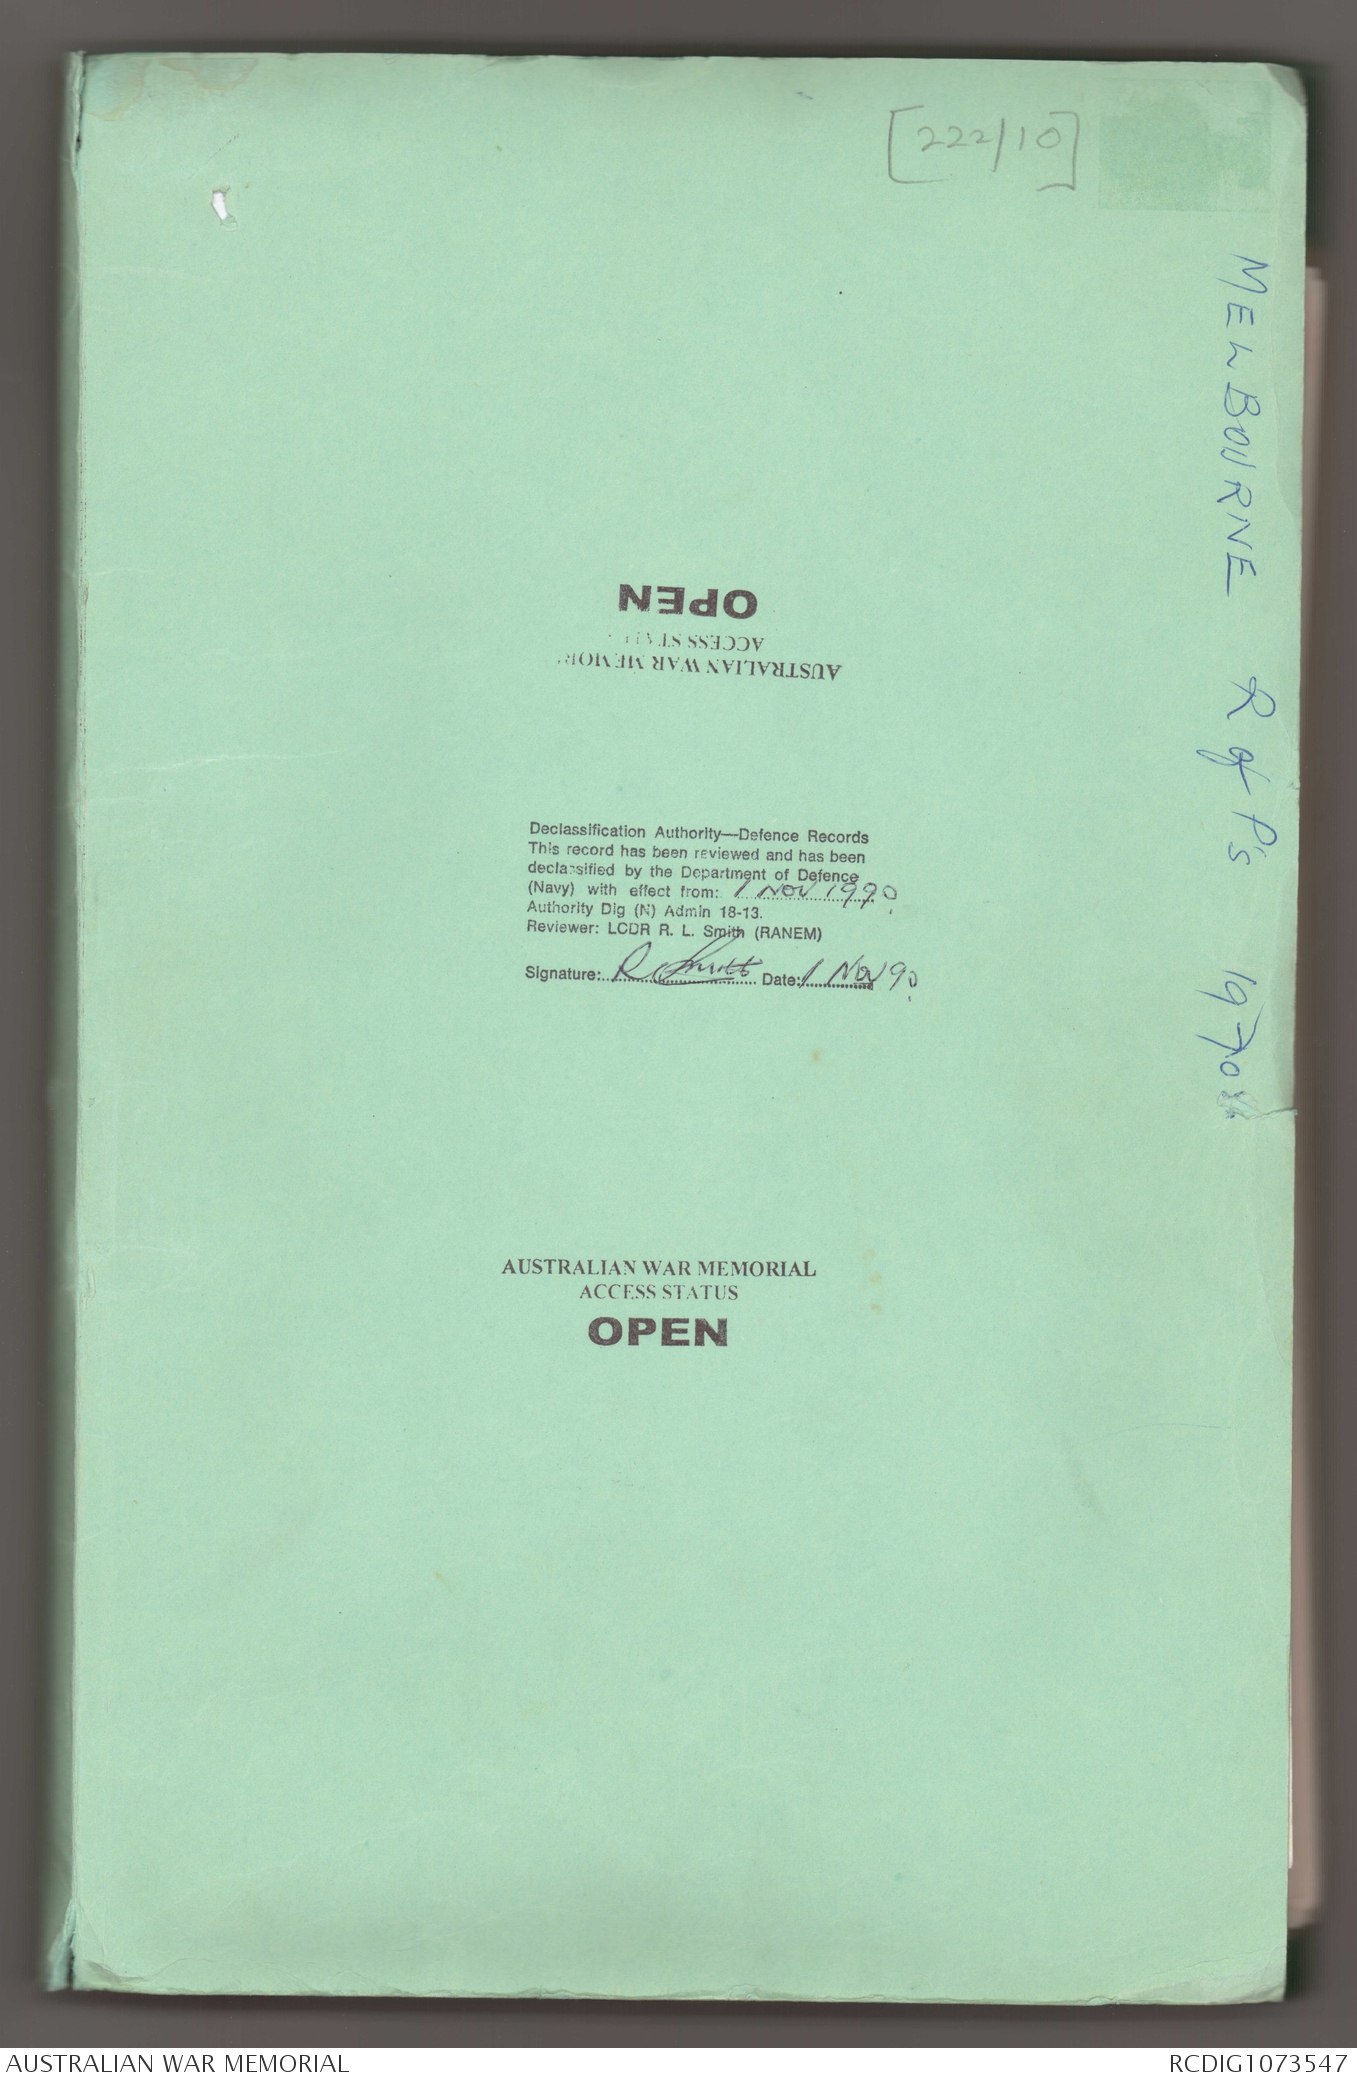 [222/10]
MELBOURNE R of P's 1970
OPEN
ACCESS STATUS
AUSTRALIAN WAR MEMOR
Declassification Authority—Defence Records
This record has been reviewed and has been
declassified by the Department of Defence
(Navy) with effect from: 1 NOV 1990
Authority Dig (N) Admin 18-13.
Reviewer: LCDR R. L. Smith (RANEM)
Signature: R L Smith Date: 1 Nov 90
AUSTRALIAN WAR MEMORIAL
ACCESS STATUS
OPEN
AUSTRALIAN WAR MEMORIAL
RCDIG1073547